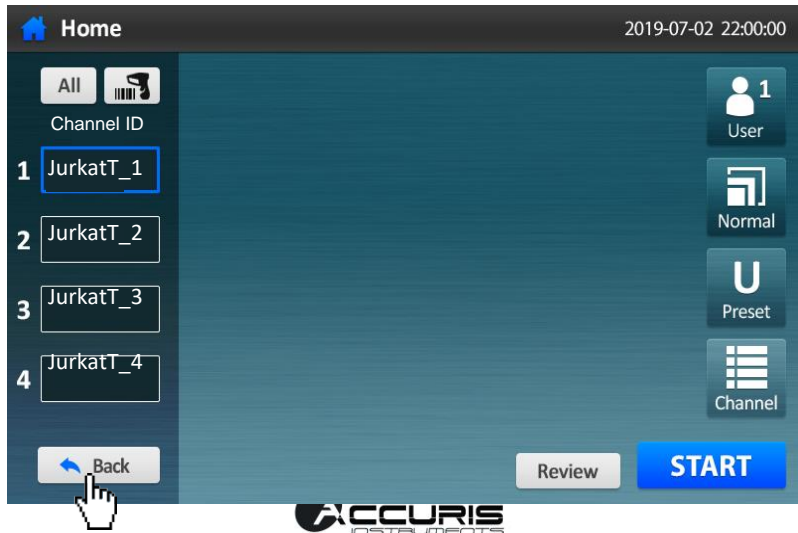 Home
2019-07-02 22:00:00
All
Channel ID
1 JurkatT_1
2 JurkatT_2
3 JurkatT_3
4 JurkatT_4
Back
1
User
Normal
U
Preset
Channel
Review
START
ACCURIS
INSTRUMENTS